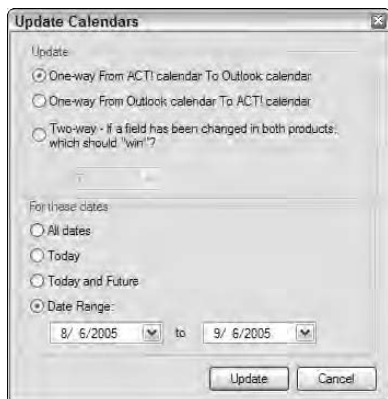 Update Calendars
Update
One-way From ACT! calendar To Outlook calendar
One-way From Outlook calendar To ACT! calendar
Two-way - If a field has been changed in both products, which should "win"?
For these dates
All dates
Today
Today and Future
Date Range:
8/ 6/2005 to 9/ 6/2005
Update Cancel